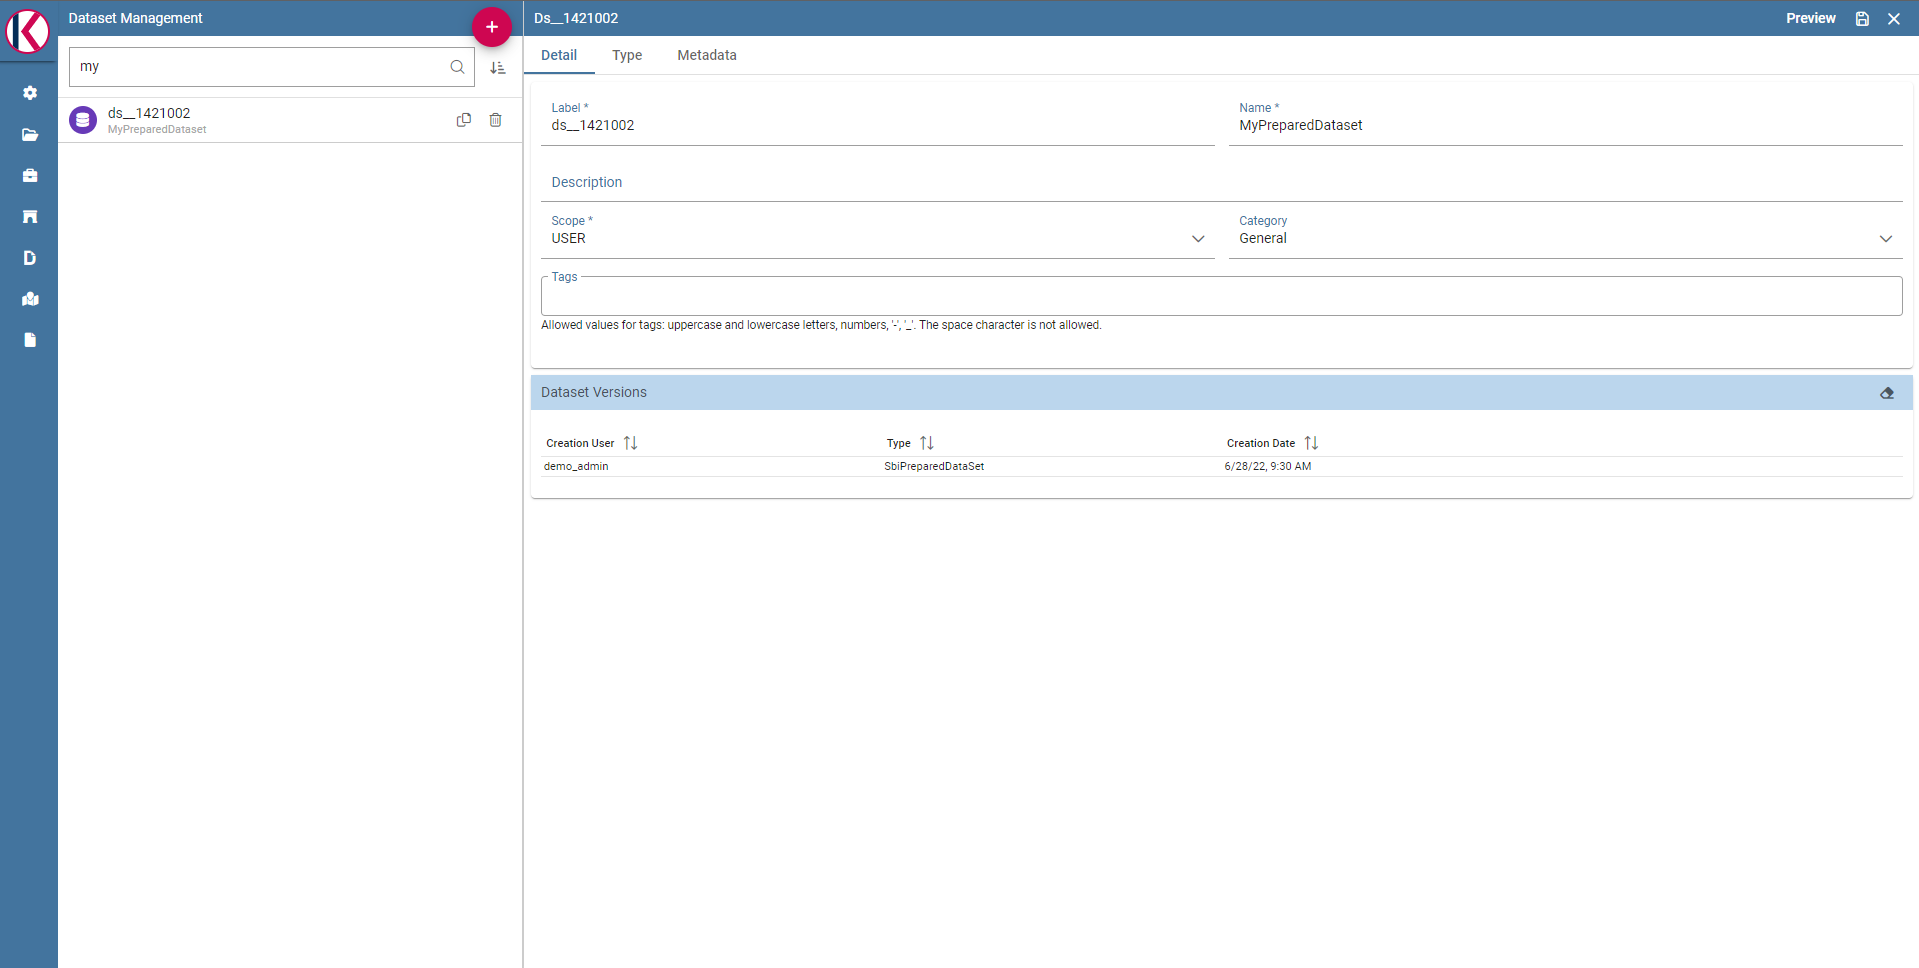 Dataset Management
my
ds__1421002
MyPreparedDataset
Ds__1421002
Preview
Detail Type Metadata
Label * Name *
ds__1421002 MyPreparedDataset
Description
Scope * Category
USER General
Tags
Allowed values for tags: uppercase and lowercase letters, numbers, '-', '_'. The space character is not allowed.
Dataset Versions
Creation User Type Creation Date
demo_admin SbiPreparedDataSet 6/28/22, 9:30 AM